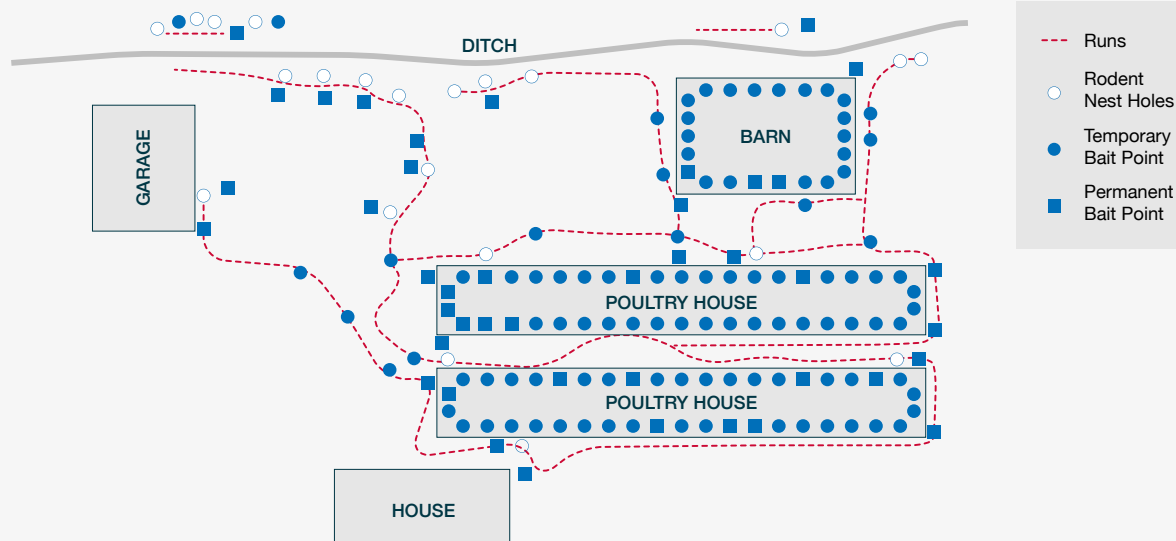 DITCH
GARAGE
BARN
POULTRY HOUSE
POULTRY HOUSE
HOUSE
Runs
Rodent
Nest Holes
Temporary
Bait Point
Permanent
Bait Point